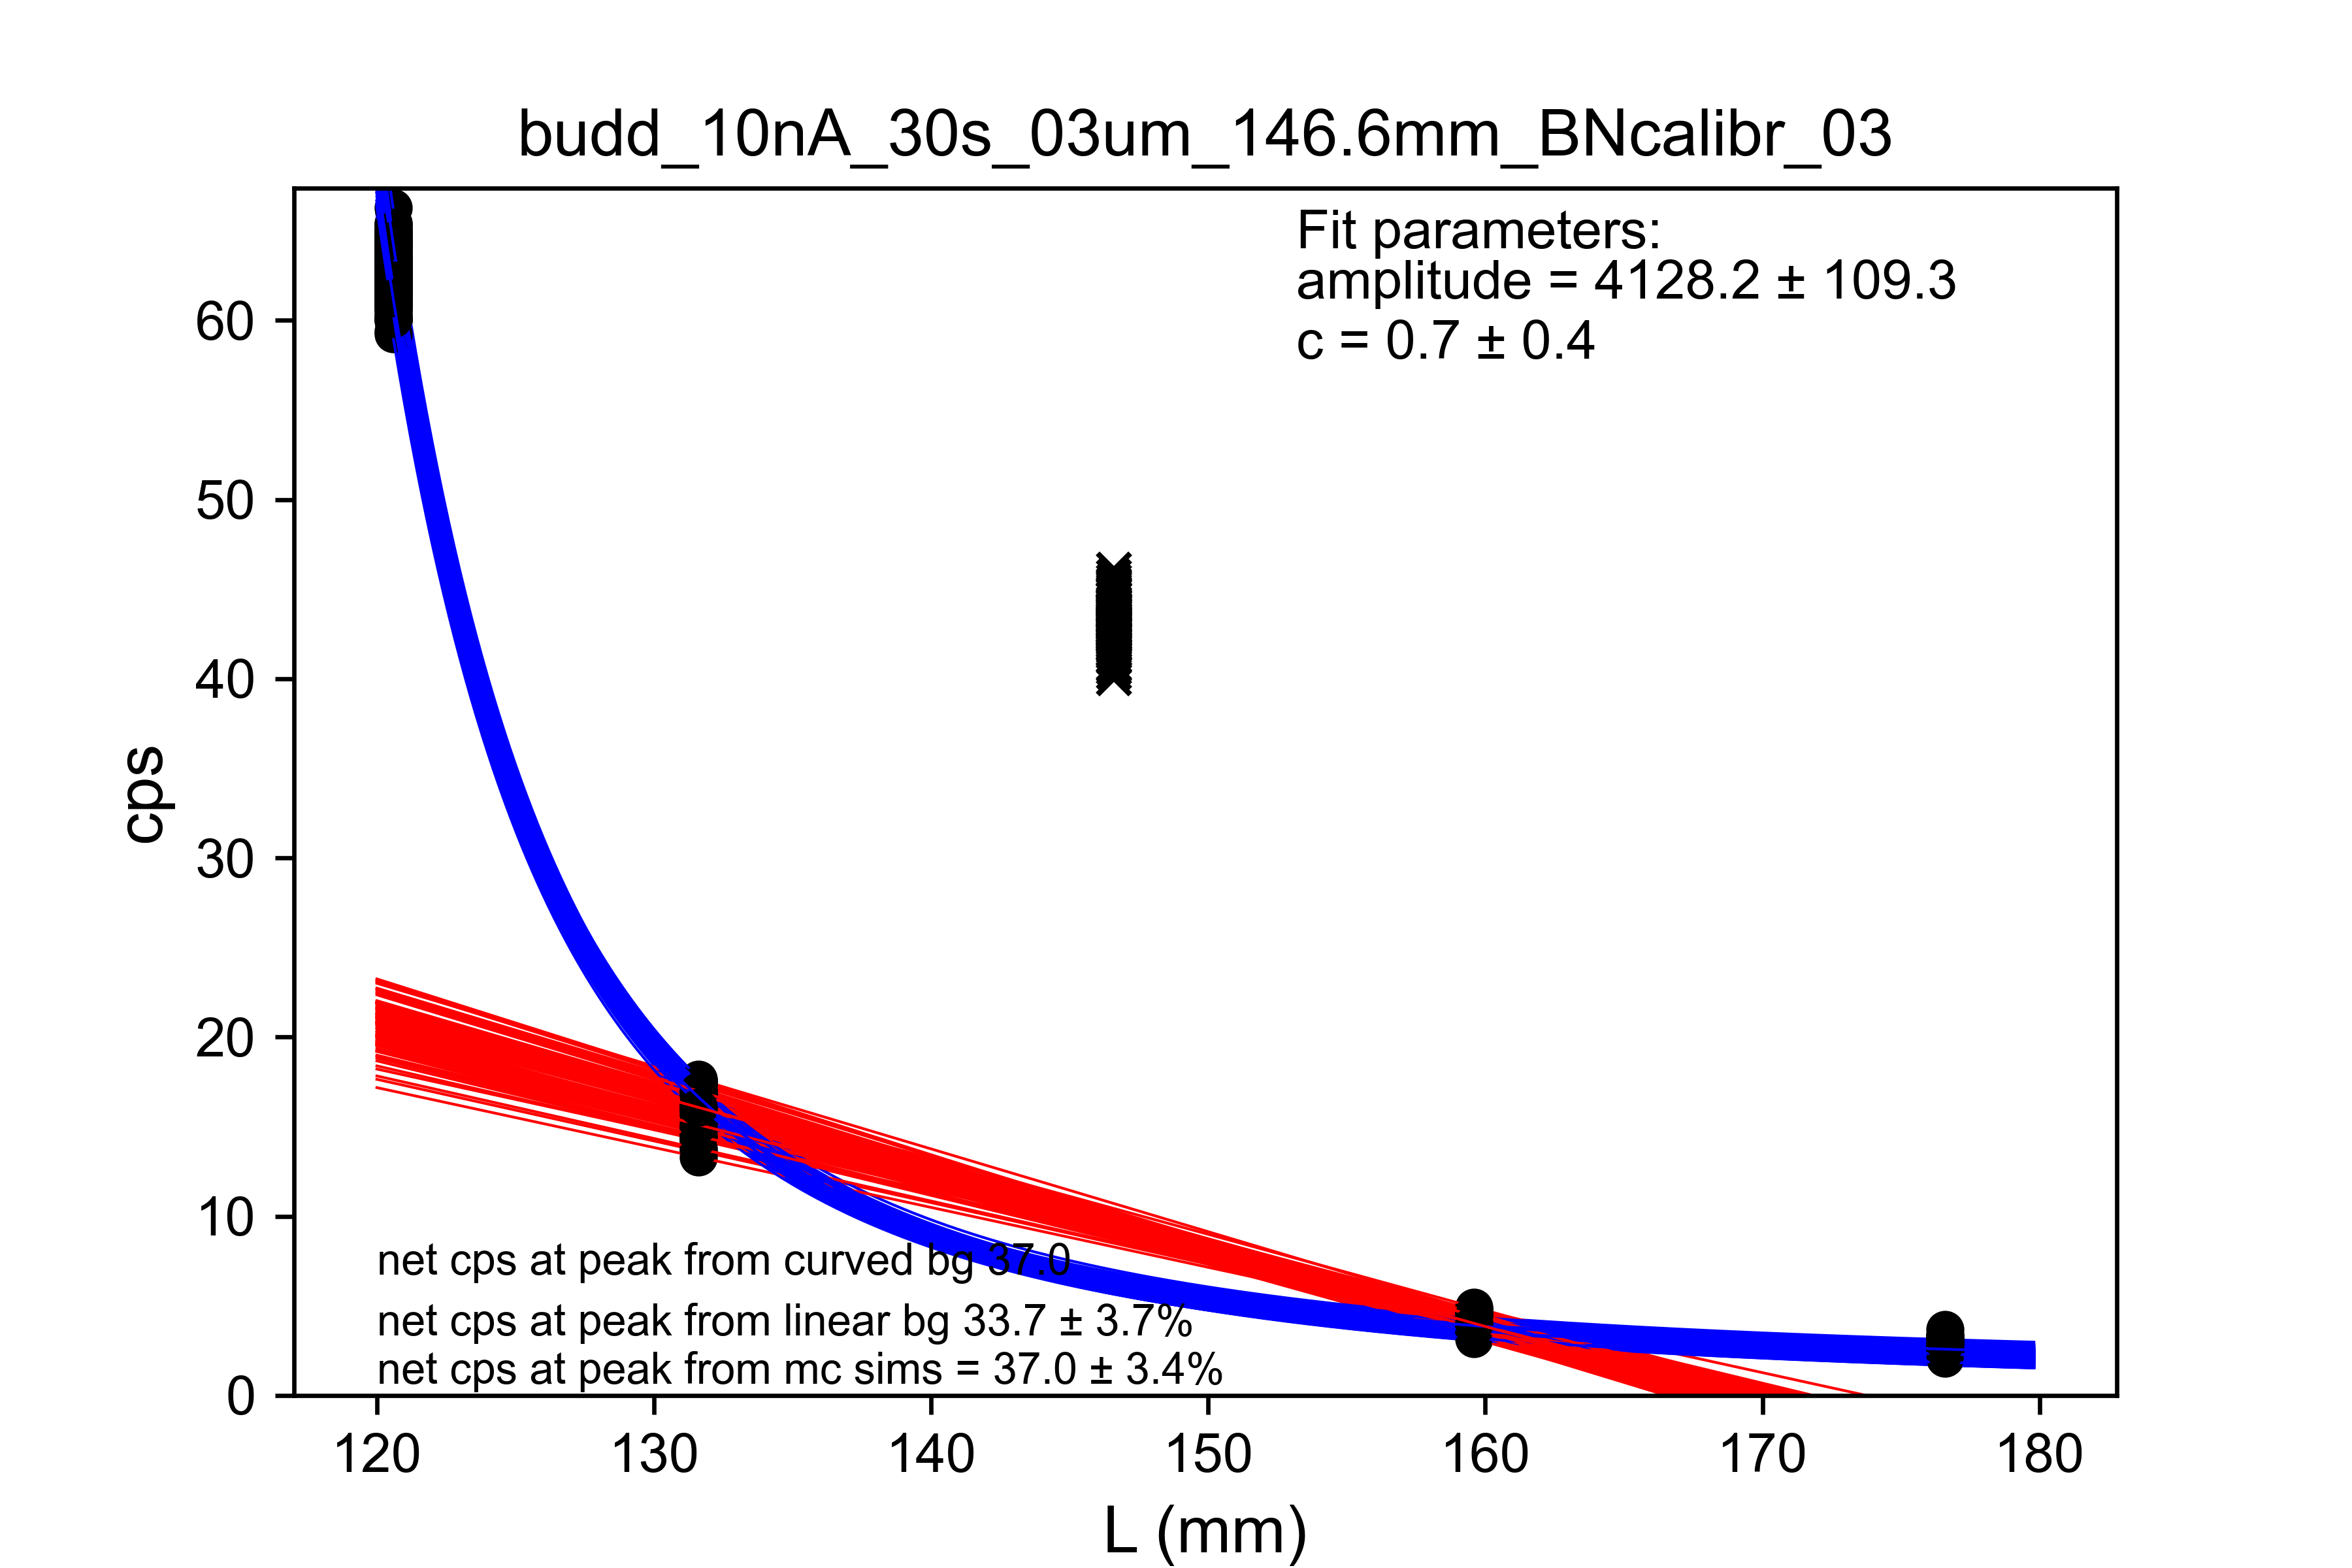 budd_10nA_30s_03um_146.6mm_BNcalibr_03
Fit parameters:
amplitude = 4128.2 ± 109.3
c = 0.7 ± 0.4
60
50
40
30
20
10
0
cps
net cps at peak from curved bg 37.0
net cps at peak from linear bg 33.7 ± 3.7%
net cps at peak from mc sims = 37.0 ± 3.4%
120 130 140 150 160 170 180
L (mm)